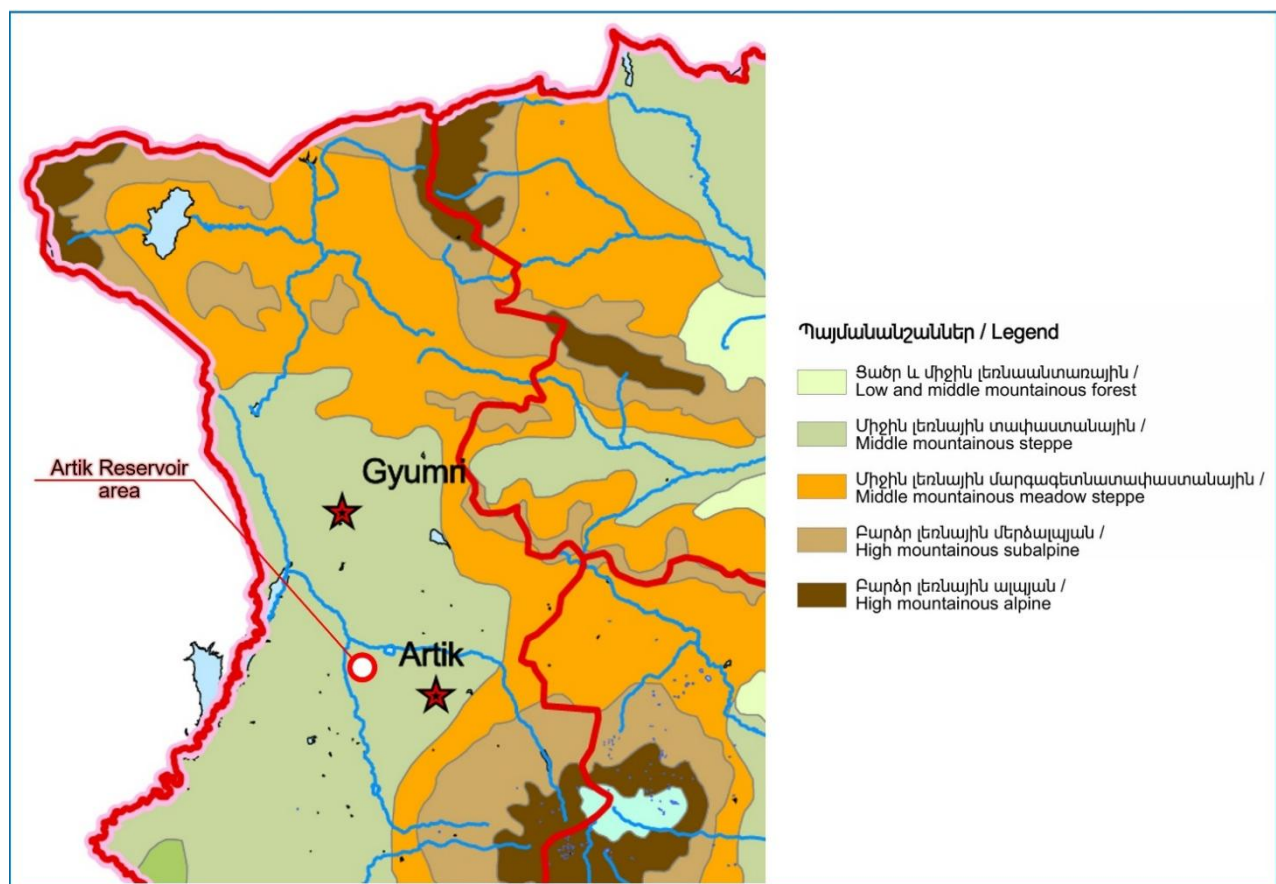 Gyumri
Artik Reservoir
area
Artik
Պայմանանշաններ / Legend
Ցածր և միջին լեռնաանտառային /
Low and middle mountainous forest
Միջին լեռնային տափաստանային /
Middle mountainous steppe
Միջին լեռնային մարգագետնատափաստանային /
Middle mountainous meadow steppe
Բարձր լեռնային մերձալպյան /
High mountainous subalpine
Բարձր լեռնային ալպյան /
High mountainous alpine